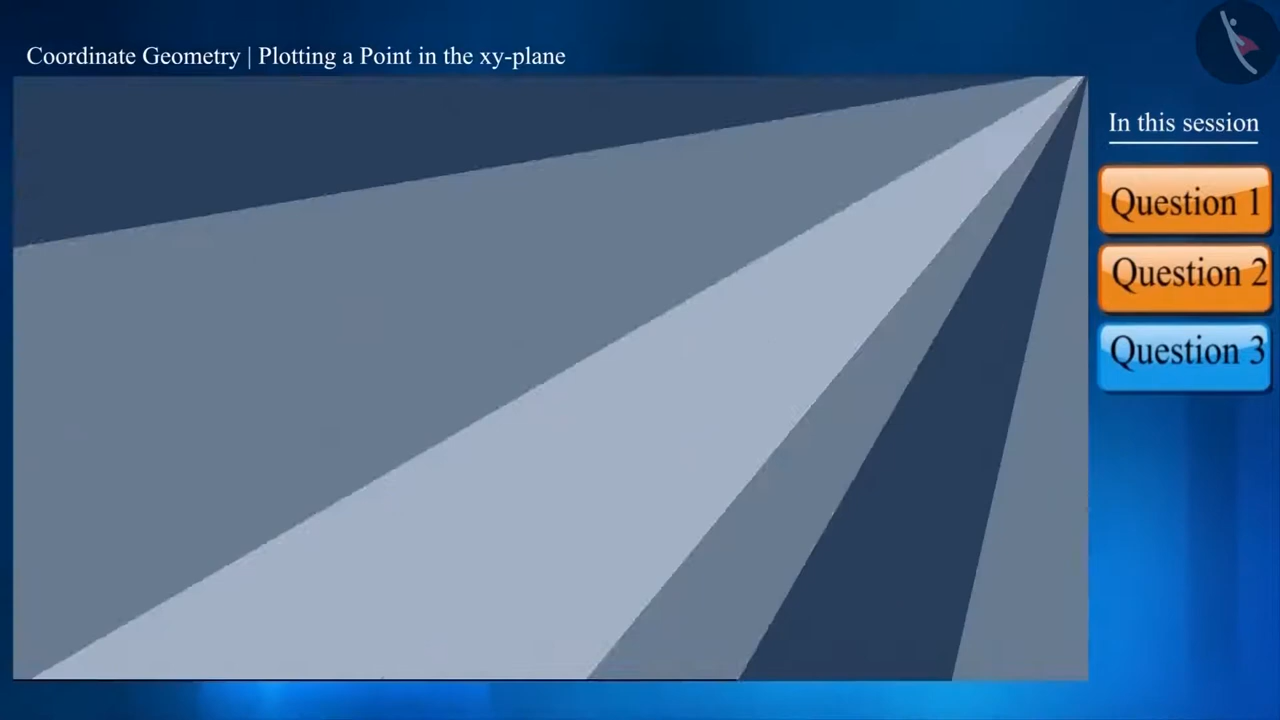 Coordinate Geometry | Plotting a Point in the xy-plane
In this session
Question 1
Question 2
Question 3